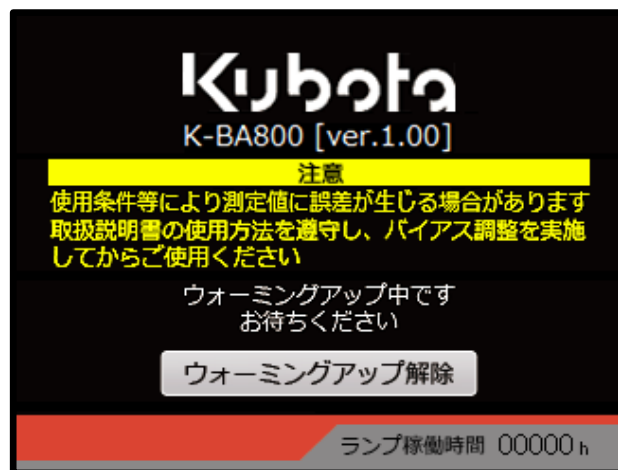 Kubota
K-BA800 [ver.1.00]
注意
使用条件等により測定値に誤差が生じる場合があります
取扱説明書の使用方法を遵守し、バイアス調整を実施
してからご使用ください
ウォーミングアップ中です
お待ちください
ウォーミングアップ解除
ランプ稼働時間 00000 h